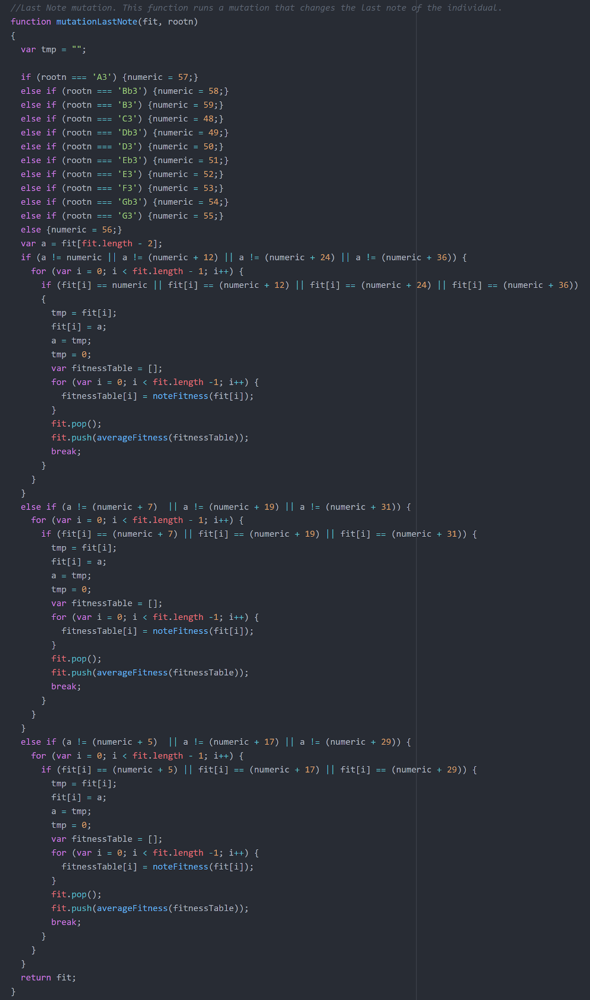 //Last Note mutation. This function runs a mutation that changes the last note of the individual.
function mutationLastNote(fit, rootn)
{
  var tmp = "";

  if (rootn === 'A3') {numeric = 57;}
  else if (rootn === 'Bb3') {numeric = 58;}
  else if (rootn === 'B3') {numeric = 59;}
  else if (rootn === 'C3') {numeric = 48;}
  else if (rootn === 'Db3') {numeric = 49;}
  else if (rootn === 'D3') {numeric = 50;}
  else if (rootn === 'Eb3') {numeric = 51;}
  else if (rootn === 'E3') {numeric = 52;}
  else if (rootn === 'F3') {numeric = 53;}
  else if (rootn === 'Gb3') {numeric = 54;}
  else if (rootn === 'G3') {numeric = 55;}
  else {numeric = 56;}
  var a = fit[fit.length - 2];
  if (a != numeric || a != (numeric + 12) || a != (numeric + 24) || a != (numeric + 36)) {
    for (var i = 0; i < fit.length - 1; i++) {
      if (fit[i] == numeric || fit[i] == (numeric + 12) || fit[i] == (numeric + 24) || fit[i] == (numeric + 36))
      {
        tmp = fit[i];
        fit[i] = a;
        a = tmp;
        tmp = 0;
        var fitnessTable = [];
        for (var i = 0; i < fit.length -1; i++) {
          fitnessTable[i] = noteFitness(fit[i]);
        }
        fit.pop();
        fit.push(averageFitness(fitnessTable));
        break;
      }
    }
  }
  else if (a != (numeric + 7)  || a != (numeric + 19) || a != (numeric + 31)) {
    for (var i = 0; i < fit.length - 1; i++) {
      if (fit[i] == (numeric + 7) || fit[i] == (numeric + 19) || fit[i] == (numeric + 31)) {
        tmp = fit[i];
        fit[i] = a;
        a = tmp;
        tmp = 0;
        var fitnessTable = [];
        for (var i = 0; i < fit.length -1; i++) {
          fitnessTable[i] = noteFitness(fit[i]);
        }
        fit.pop();
        fit.push(averageFitness(fitnessTable));
        break;
      }
    }
  }
  else if (a != (numeric + 5)  || a != (numeric + 17) || a != (numeric + 29)) {
    for (var i = 0; i < fit.length - 1; i++) {
      if (fit[i] == (numeric + 5) || fit[i] == (numeric + 17) || fit[i] == (numeric + 29)) {
        tmp = fit[i];
        fit[i] = a;
        a = tmp;
        tmp = 0;
        var fitnessTable = [];
        for (var i = 0; i < fit.length -1; i++) {
          fitnessTable[i] = noteFitness(fit[i]);
        }
        fit.pop();
        fit.push(averageFitness(fitnessTable));
        break;
      }
    }
  }
  return fit;
}